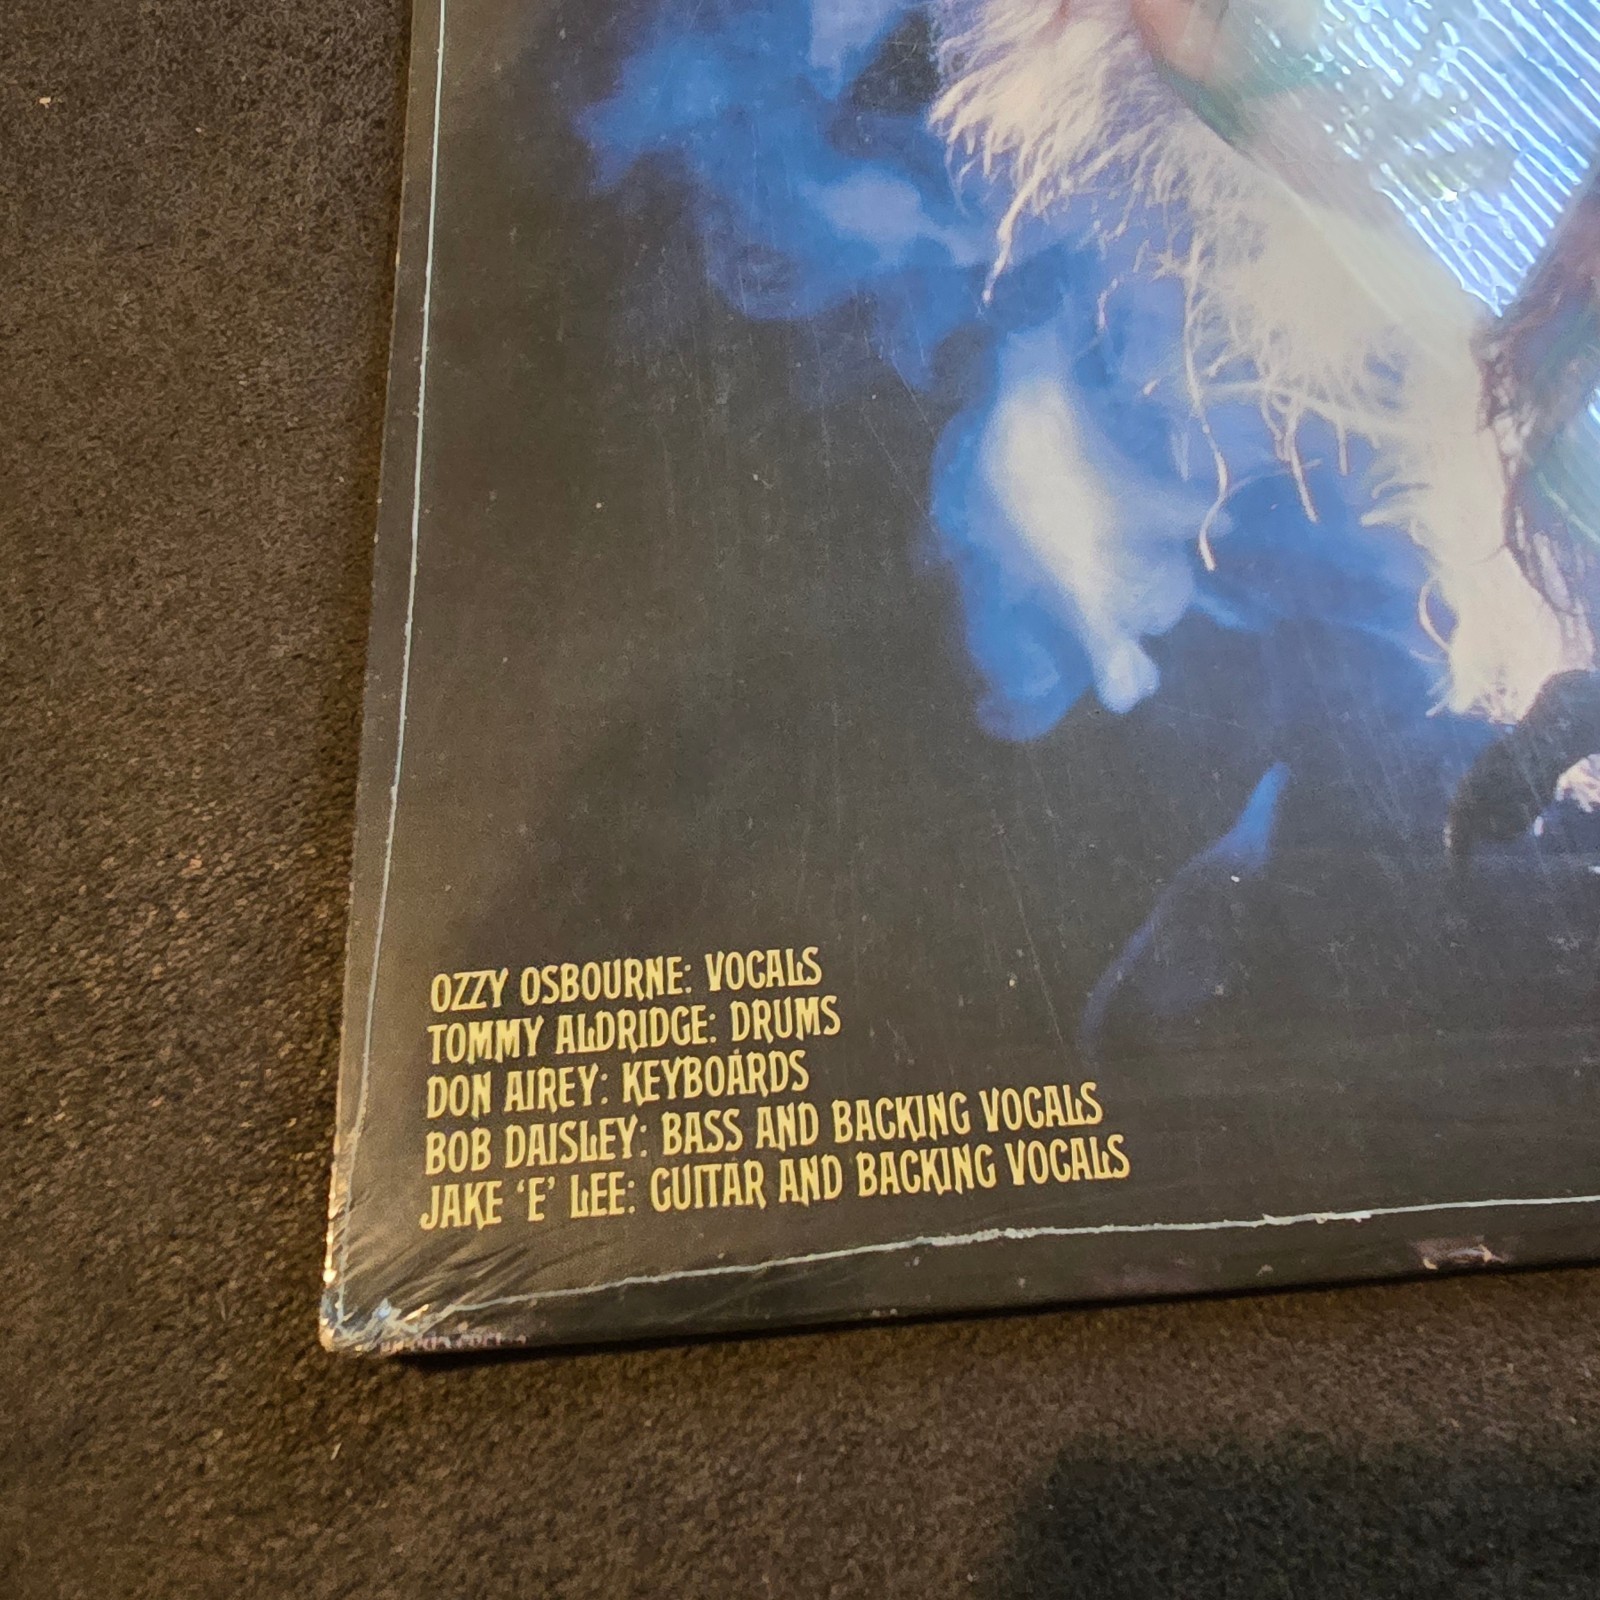 OZZY OSBOURNE: VOCALS
TOMMY ALDRIDGE: DRUMS
DON AIREY: KEYBOARDS
BOB DAISLEY: BASS AND BACKING VOCALS
JAKE ‘E’ LEE: GUITAR AND BACKING VOCALS